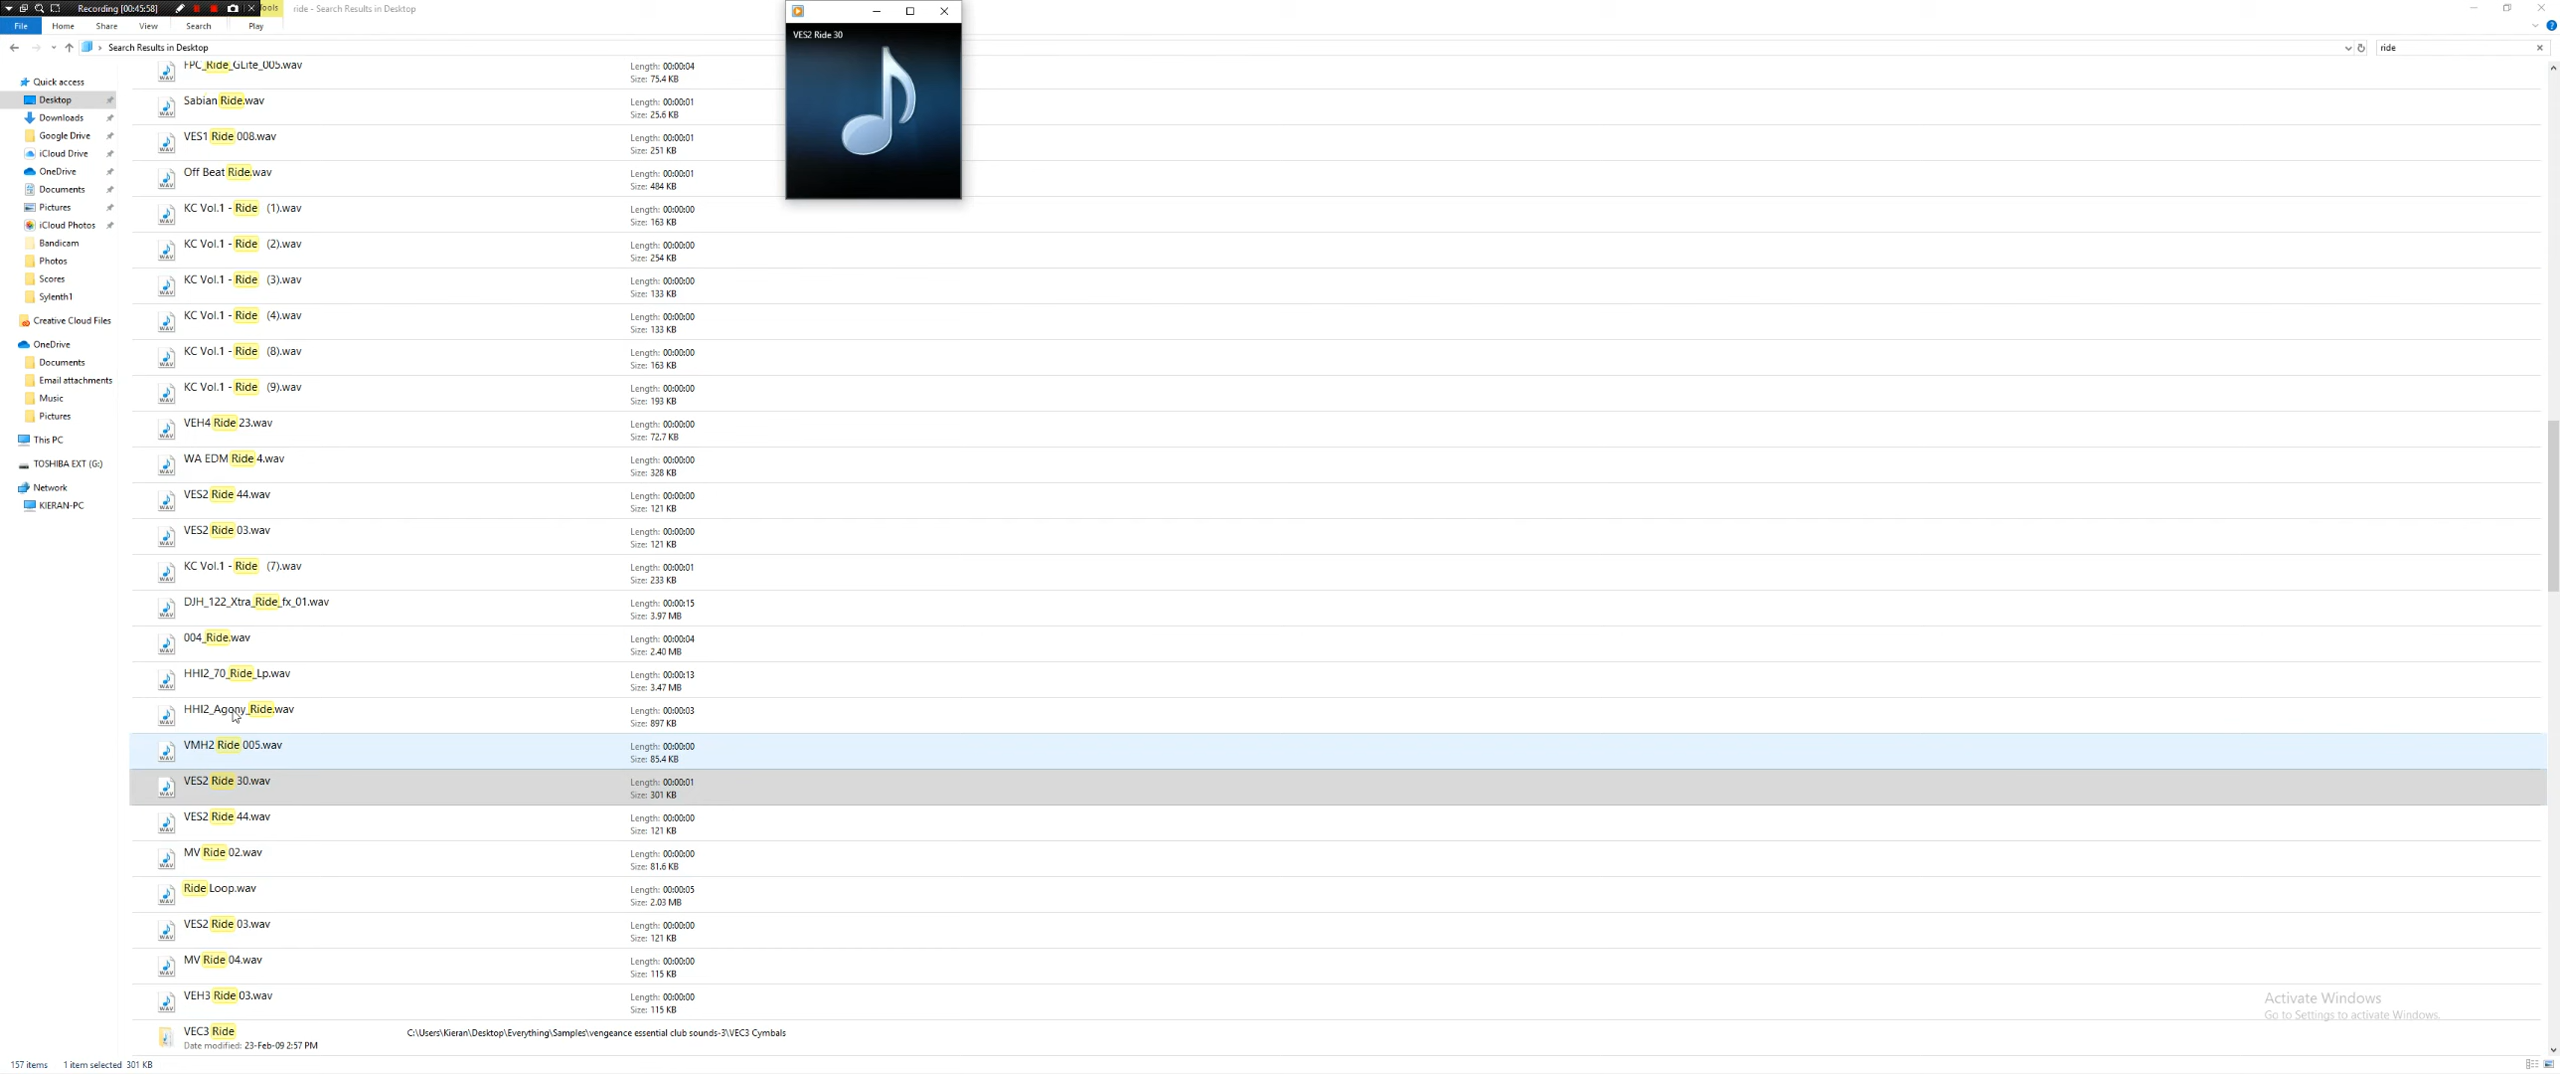 Recording [00:45:58]
ools
ride - Search Results in Desktop
File
Home
Share
View
Search
Play
Search Results in Desktop
ride
VES2 Ride 30
Quick access
Desktop
Downloads
Google Drive
iCloud Drive
OneDrive
Documents
Pictures
iCloud Photos
Bandicam
Photos
Scores
Sylenth1
Creative Cloud Files
OneDrive
Documents
Email attachments
Music
Pictures
This PC
TOSHIBA EXT (G:)
Network
KIERAN-PC
FPC_Ride_GLite_005.wav
Length: 00:00:04
Size: 75.4 KB
Sabian Ride.wav
Length: 00:00:01
Size: 25.6 KB
VES1 Ride 008.wav
Length: 00:00:01
Size: 251 KB
Off Beat Ride.wav
Length: 00:00:01
Size: 484 KB
KC Vol.1 - Ride (1).wav
Length: 00:00:00
Size: 163 KB
KC Vol.1 - Ride (2).wav
Length: 00:00:00
Size: 254 KB
KC Vol.1 - Ride (3).wav
Length: 00:00:00
Size: 133 KB
KC Vol.1 - Ride (4).wav
Length: 00:00:00
Size: 133 KB
KC Vol.1 - Ride (8).wav
Length: 00:00:00
Size: 163 KB
KC Vol.1 - Ride (9).wav
Length: 00:00:00
Size: 193 KB
VEH4 Ride 23.wav
Length: 00:00:00
Size: 72.7 KB
WA EDM Ride 4.wav
Length: 00:00:00
Size: 328 KB
VES2 Ride 44.wav
Length: 00:00:00
Size: 121 KB
VES2 Ride 03.wav
Length: 00:00:00
Size: 121 KB
KC Vol.1 - Ride (7).wav
Length: 00:00:01
Size: 233 KB
DJH_122_Xtra_Ride_fx_01.wav
Length: 00:00:15
Size: 3.97 MB
004_Ride.wav
Length: 00:00:04
Size: 2.40 MB
HHI2_70_Ride_Lp.wav
Length: 00:00:13
Size: 3.47 MB
HHI2_Agony_Ride.wav
Length: 00:00:03
Size: 897 KB
VMH2 Ride 005.wav
Length: 00:00:00
Size: 85.4 KB
VES2 Ride 30.wav
Length: 00:00:01
Size: 301 KB
VES2 Ride 44.wav
Length: 00:00:00
Size: 121 KB
MV Ride 02.wav
Length: 00:00:00
Size: 81.6 KB
Ride Loop.wav
Length: 00:00:05
Size: 2.03 MB
VES2 Ride 03.wav
Length: 00:00:00
Size: 121 KB
MV Ride 04.wav
Length: 00:00:00
Size: 115 KB
VEH3 Ride 03.wav
Length: 00:00:00
Size: 115 KB
VEC3 Ride
Date modified: 23-Feb-09 2:57 PM
C:\Users\Kieran\Desktop\Everything\Samples\vengeance essential club sounds-3\VEC3 Cymbals
Activate Windows
Go to Settings to activate Windows.
157 items
1 item selected 301 KB